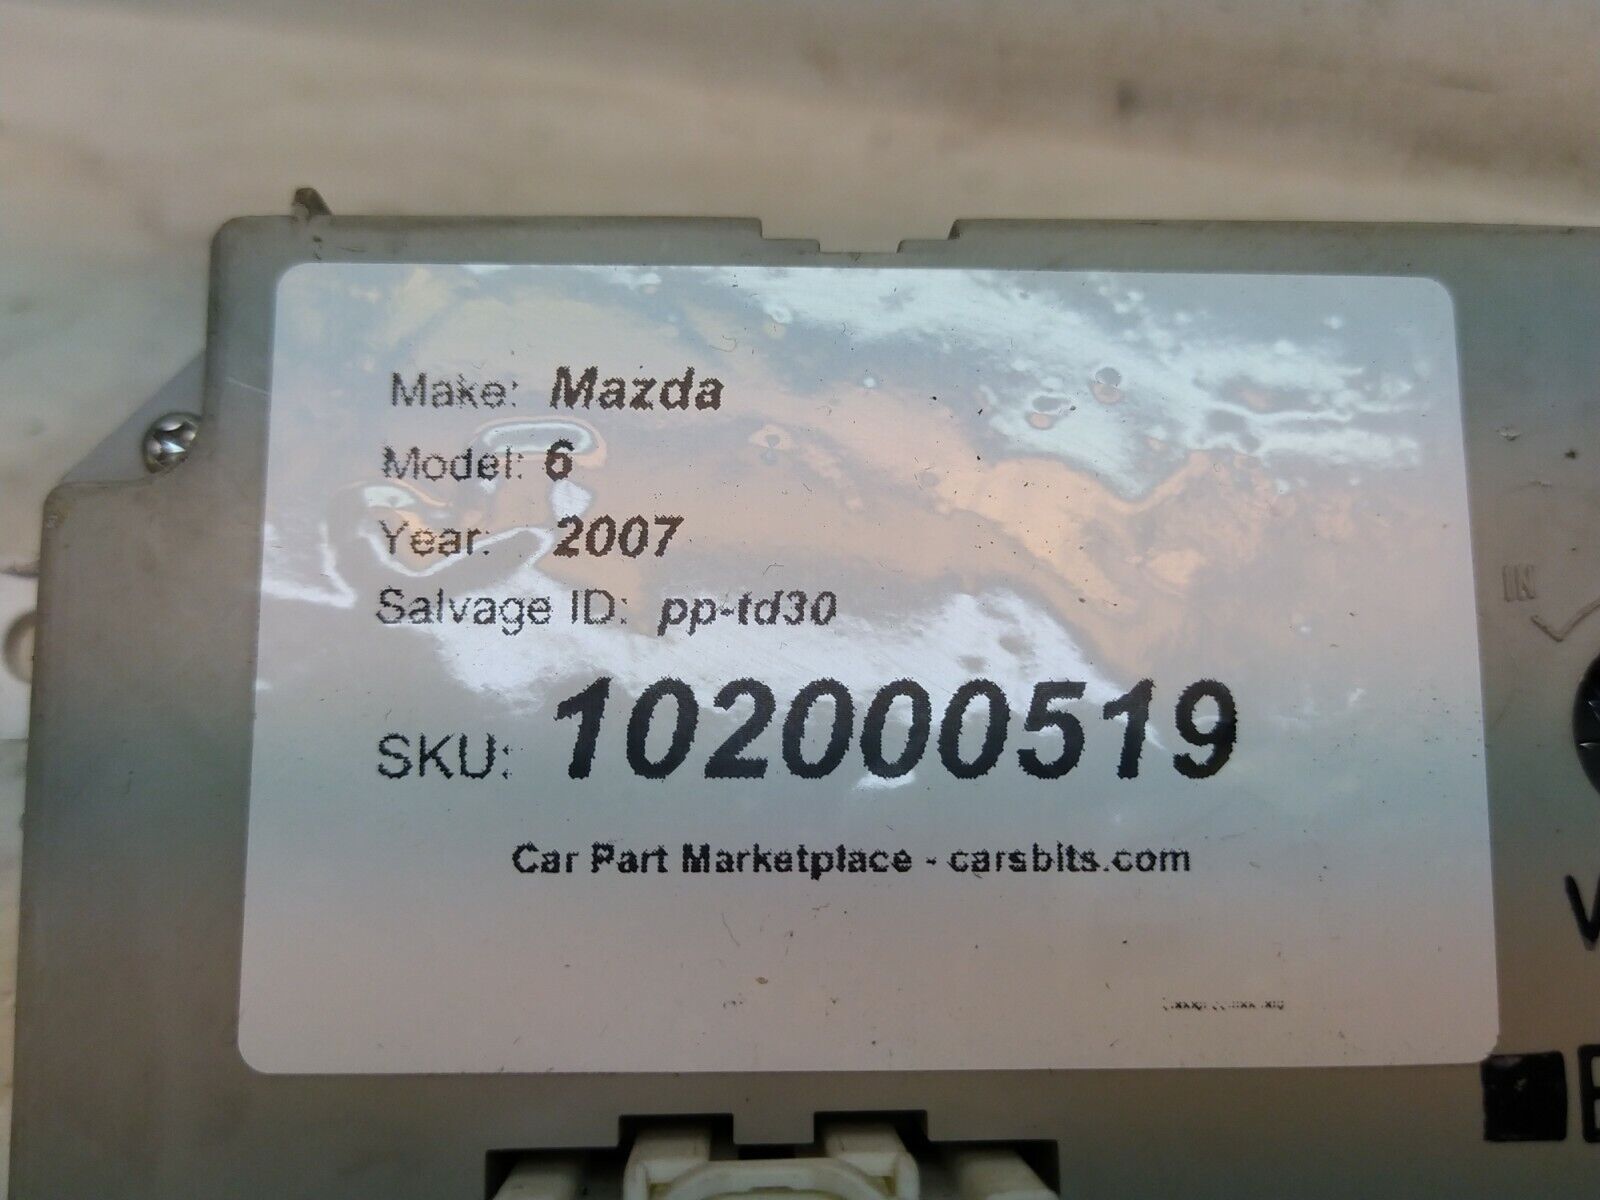 Make: Mazda
Model: 6
Year: 2007
Salvage ID: pp-td30
SKU: 102000519
Car Part Marketplace - carsbits.com
IN